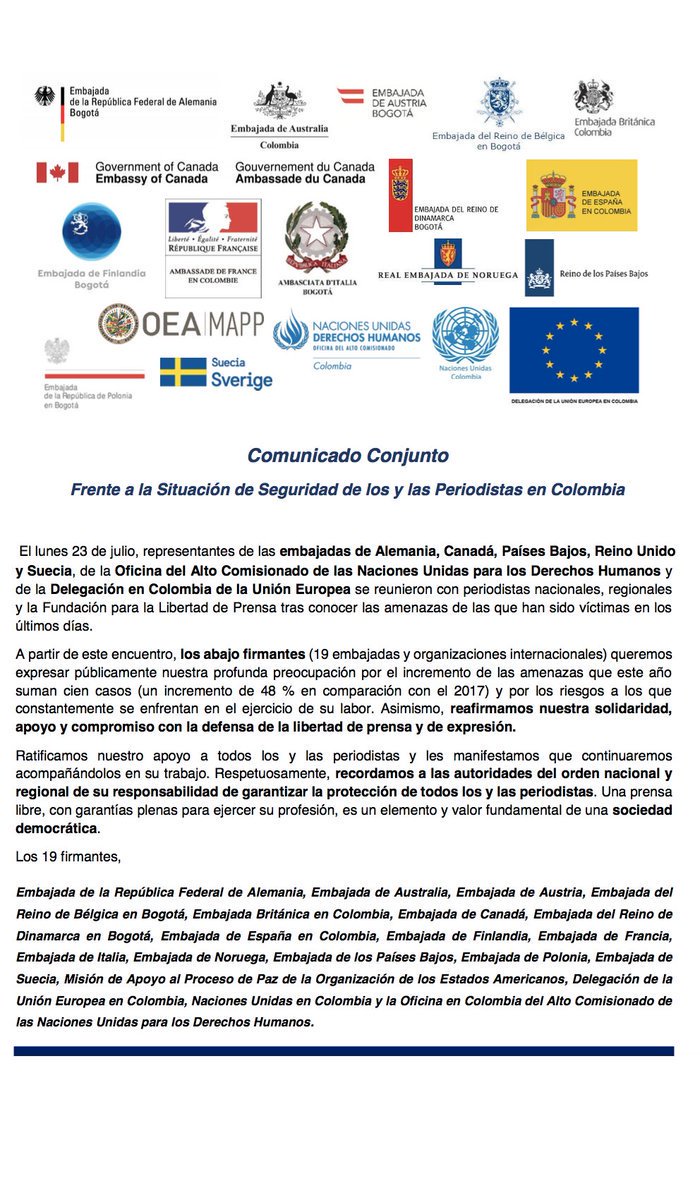 Embajada
de la República Federal de Alemania
Bogotá
Embajada de Australia
Colombia
EMBAJADA
DE AUSTRIA
BOGOTÁ
Embajada del Reino de Bélgica
en Bogotá
Embajada Británica
Colombia
Government of Canada
Embassy of Canada
Gouvernement du Canada
Ambassade du Canada
EMBAJADA DEL REINO DE
DINAMARCA
BOGOTÁ
EMBAJADA
DE ESPAÑA
EN COLOMBIA
Embajada de Finlandia
Bogotá
Liberté • Égalité • Fraternité
RÉPUBLIQUE FRANÇAISE
AMBASSADE DE FRANCE
EN COLOMBIE
AMBASCIATA D'ITALIA
BOGOTÁ
REAL EMBAJADA DE NORUEGA
Reino de los Países Bajos
OEA|MAPP
NACIONES UNIDAS
DERECHOS HUMANOS
OFICINA DEL ALTO COMISIONADO
Colombia
Naciones Unidas
Colombia
DELEGACIÓN DE LA UNIÓN EUROPEA EN COLOMBIA
Embajada
de la República de Polonia
en Bogotá
Suecia
Sverige
Comunicado Conjunto
Frente a la Situación de Seguridad de los y las Periodistas en Colombia
El lunes 23 de julio, representantes de las embajadas de Alemania, Canadá, Países Bajos, Reino Unido
y Suecia, de la Oficina del Alto Comisionado de las Naciones Unidas para los Derechos Humanos y
de la Delegación en Colombia de la Unión Europea se reunieron con periodistas nacionales, regionales
y la Fundación para la Libertad de Prensa tras conocer las amenazas de las que han sido víctimas en los
últimos días.
A partir de este encuentro, los abajo firmantes (19 embajadas y organizaciones internacionales) queremos
expresar públicamente nuestra profunda preocupación por el incremento de las amenazas que este año
suman cien casos (un incremento de 48 % en comparación con el 2017) y por los riesgos a los que
constantemente se enfrentan en el ejercicio de su labor. Asimismo, reafirmamos nuestra solidaridad,
apoyo y compromiso con la defensa de la libertad de prensa y de expresión.
Ratificamos nuestro apoyo a todos los y las periodistas y les manifestamos que continuaremos
acompañándolos en su trabajo. Respetuosamente, recordamos a las autoridades del orden nacional y
regional de su responsabilidad de garantizar la protección de todos los y las periodistas. Una prensa
libre, con garantías plenas para ejercer su profesión, es un elemento y valor fundamental de una sociedad
democrática.
Los 19 firmantes,
Embajada de la República Federal de Alemania, Embajada de Australia, Embajada de Austria, Embajada del
Reino de Bélgica en Bogotá, Embajada Británica en Colombia, Embajada de Canadá, Embajada del Reino de
Dinamarca en Bogotá, Embajada de España en Colombia, Embajada de Finlandia, Embajada de Francia,
Embajada de Italia, Embajada de Noruega, Embajada de los Países Bajos, Embajada de Polonia, Embajada de
Suecia, Misión de Apoyo al Proceso de Paz de la Organización de los Estados Americanos, Delegación de la
Unión Europea en Colombia, Naciones Unidas en Colombia y la Oficina en Colombia del Alto Comisionado de
las Naciones Unidas para los Derechos Humanos.